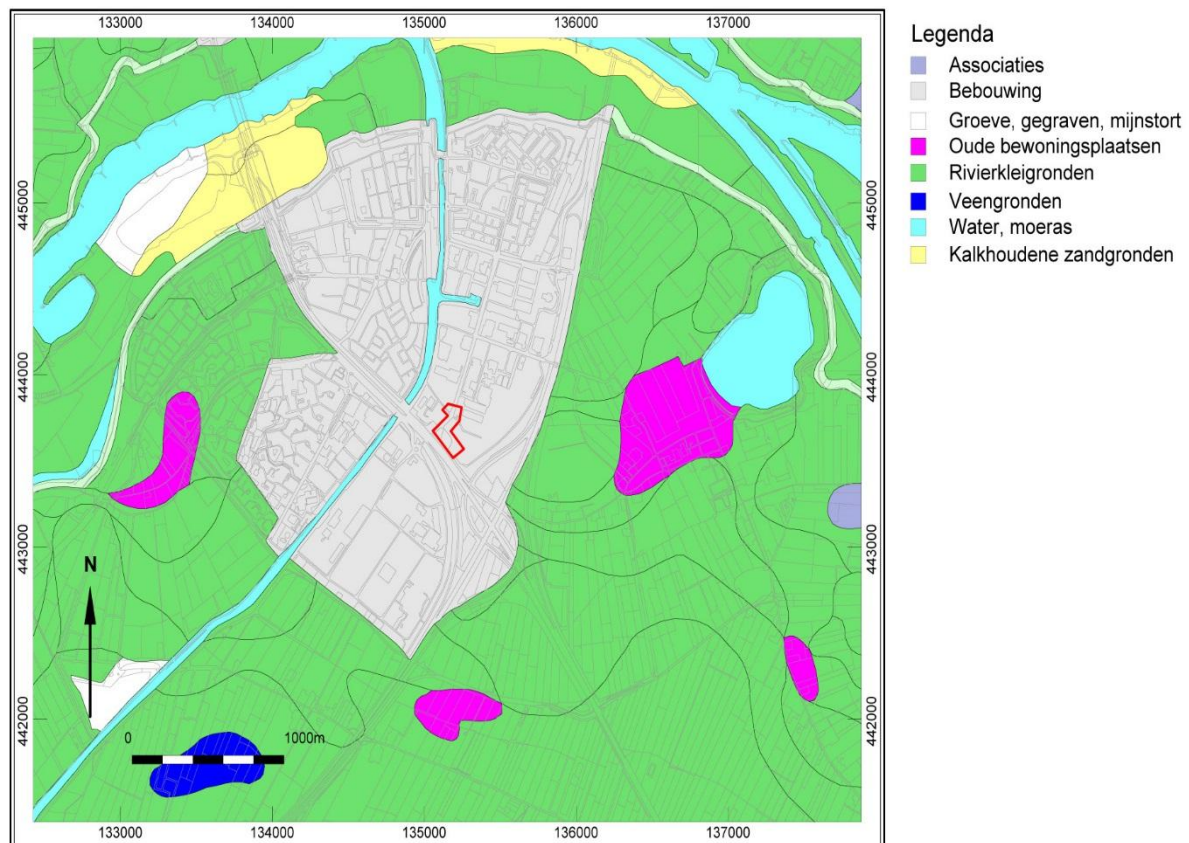 133000 134000 135000 136000 137000
Legenda
Associaties
Bebouwing
Groeve, gegraven, mijnstort
Oude bewoningsplaatsen
Rivierkleigronden
Veengronden
Water, moeras
Kalkhoudene zandgronden
445000 445000
444000 444000
443000 443000
N
442000 442000
0 1000m
133000 134000 135000 136000 137000